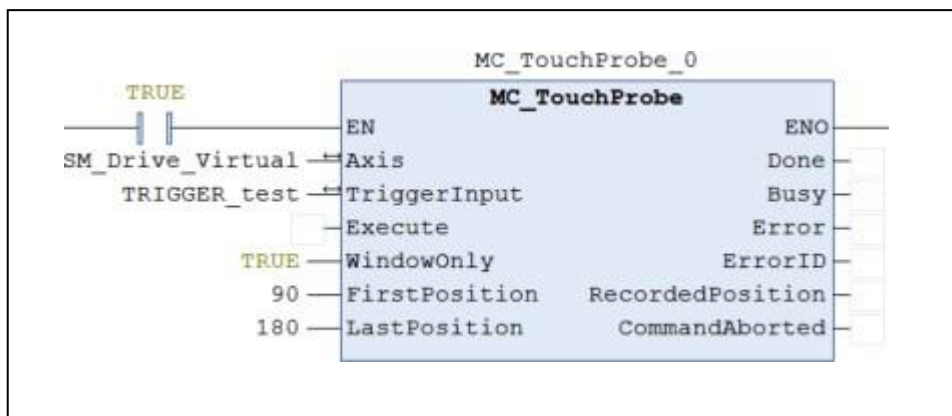 MC_TouchProbe_0
TRUE
MC_TouchProbe
EN ENO
SM_Drive_Virtual Axis Done
TRIGGER_test TriggerInput Busy
Execute Error
TRUE WindowOnly ErrorID
90 FirstPosition RecordedPosition
180 LastPosition CommandAborted